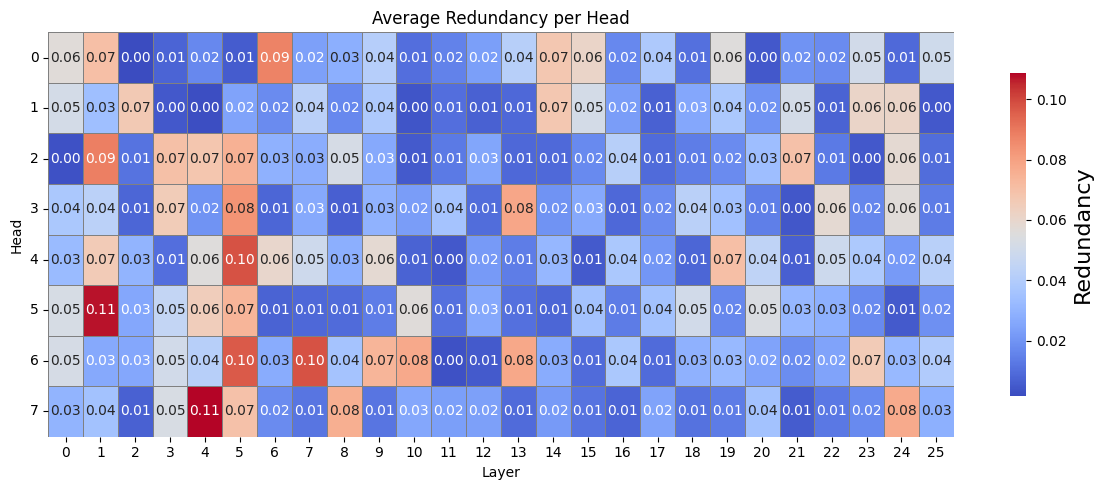 Average Redundancy per Head
0 0.06 0.07 0.00 0.01 0.02 0.01 0.09 0.02 0.03 0.04 0.01 0.02 0.02 0.04 0.07 0.06 0.02 0.04 0.01 0.06 0.00 0.02 0.02 0.05 0.01 0.05
1 0.05 0.03 0.07 0.00 0.00 0.02 0.02 0.04 0.02 0.04 0.00 0.01 0.01 0.01 0.07 0.05 0.02 0.01 0.03 0.04 0.02 0.05 0.01 0.06 0.06 0.00
2 0.00 0.09 0.01 0.07 0.07 0.07 0.03 0.03 0.05 0.03 0.01 0.01 0.03 0.01 0.01 0.02 0.04 0.01 0.01 0.02 0.03 0.07 0.01 0.00 0.06 0.01
3 0.04 0.04 0.01 0.07 0.02 0.08 0.01 0.03 0.01 0.03 0.02 0.04 0.01 0.08 0.02 0.03 0.01 0.02 0.04 0.03 0.01 0.00 0.06 0.02 0.06 0.01
4 0.03 0.07 0.03 0.01 0.06 0.10 0.06 0.05 0.03 0.06 0.01 0.00 0.02 0.01 0.03 0.01 0.04 0.02 0.01 0.07 0.04 0.01 0.05 0.04 0.02 0.04
5 0.05 0.11 0.03 0.05 0.06 0.07 0.01 0.01 0.01 0.01 0.06 0.01 0.03 0.01 0.01 0.04 0.01 0.04 0.05 0.02 0.05 0.03 0.03 0.02 0.01 0.02
6 0.05 0.03 0.03 0.05 0.04 0.10 0.03 0.10 0.04 0.07 0.08 0.00 0.01 0.08 0.03 0.01 0.04 0.01 0.03 0.03 0.02 0.02 0.02 0.07 0.03 0.04
7 0.03 0.04 0.01 0.05 0.11 0.07 0.02 0.01 0.08 0.01 0.03 0.02 0.02 0.01 0.02 0.01 0.01 0.02 0.01 0.01 0.04 0.01 0.01 0.02 0.08 0.03
0 1 2 3 4 5 6 7 8 9 10 11 12 13 14 15 16 17 18 19 20 21 22 23 24 25
Layer
Head
0.10
0.08
0.06
0.04
0.02
Redundancy